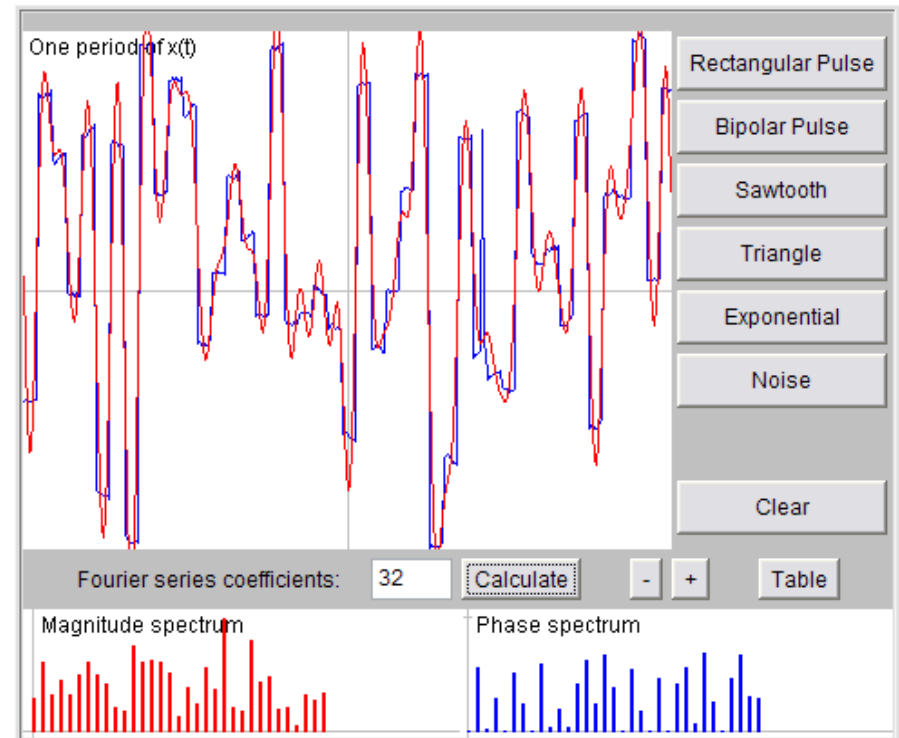 One period of x(t)
Rectangular Pulse
Bipolar Pulse
Sawtooth
Triangle
Exponential
Noise
Clear
Fourier series coefficients: 32 Calculate - + Table
Magnitude spectrum Phase spectrum